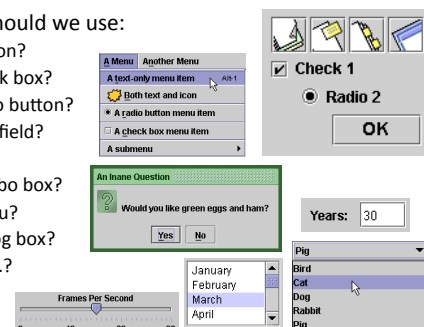 hould we use:
on?
k box?
o button?
field?
bo box?
u?
og box?
.?
A Menu Another Menu
A text-only menu item Alt-1
Both text and icon
A radio button menu item
A check box menu item
A submenu
Check 1
Radio 2
OK
An Inane Question
Would you like green eggs and ham?
Yes No
Years: 30
Pig
Bird
Cat
Dog
Rabbit
Pig
January
February
March
April
Frames Per Second